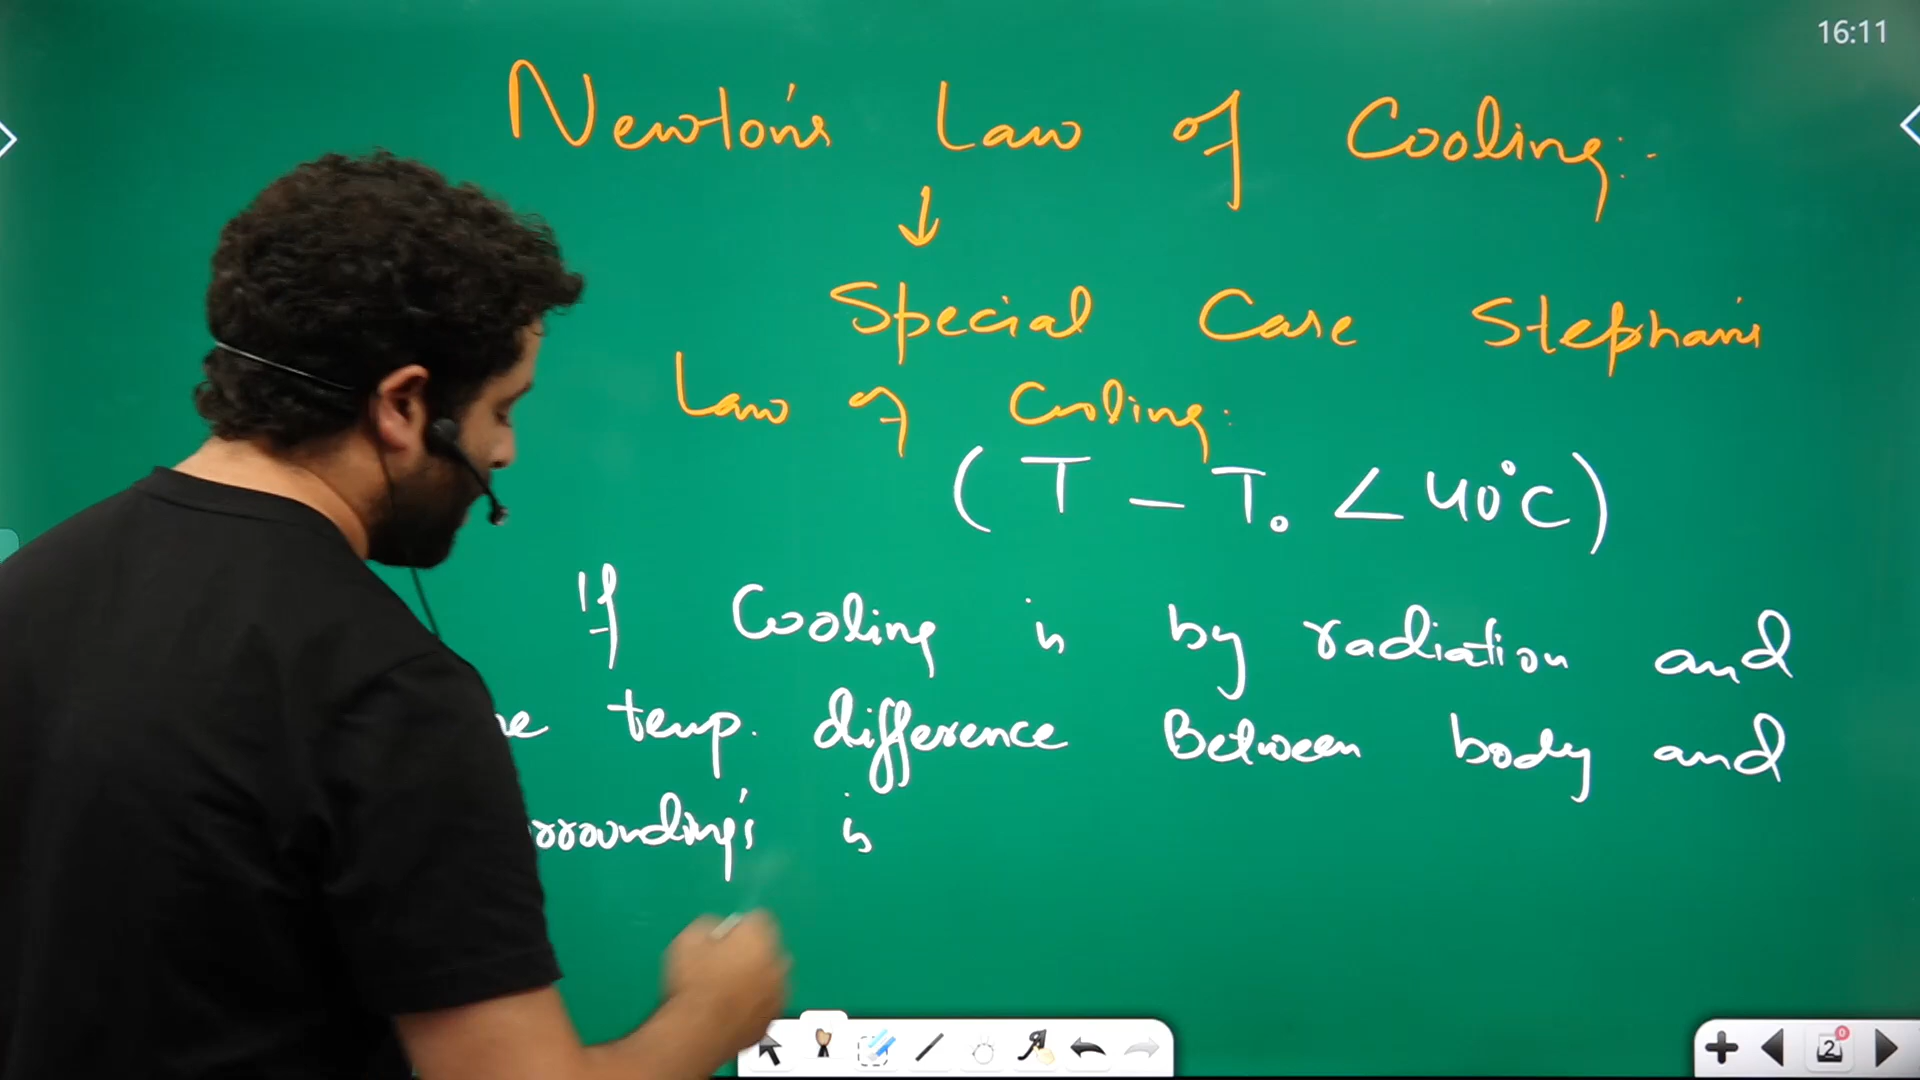 16:11
Newton's Law of Cooling:-
↓
Special Case Stephan's
Law of Cooling:
(T - T₀ < 40°C)
If Cooling is by radiation and
temp. difference Between body and
is
2